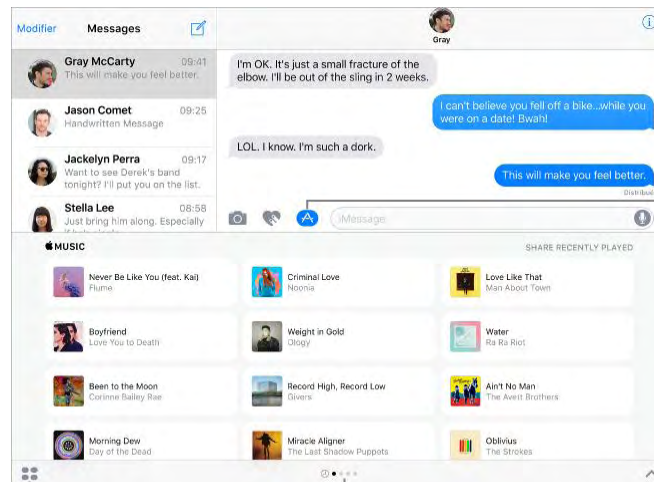 Modifier
Messages
Gray
Gray McCarty 09:41
This will make you feel better.
Jason Comet 09:25
Handwritten Message
Jackelyn Perra 09:17
Want to see Derek's band
tonight? I'll put you on the list.
Stella Lee 08:58
Just bring him along. Especially
I'm OK. It's just a small fracture of the
elbow. I'll be out of the sling in 2 weeks.
I can't believe you fell off a bike...while you
were on a date! Bwah!
LOL. I know. I'm such a dork.
This will make you feel better.
Distribué
iMessage
MUSIC
SHARE RECENTLY PLAYED
Never Be Like You (feat. Kai)
Flume
Criminal Love
Noonia
Love Like That
Man About Town
Boyfriend
Love You to Death
Weight in Gold
Ology
Water
Ra Ra Riot
Been to the Moon
Corinne Bailey Rae
Record High, Record Low
Givers
Ain't No Man
The Avett Brothers
Morning Dew
Day of the Dead
Miracle Aligner
The Last Shadow Puppets
Oblivius
The Strokes